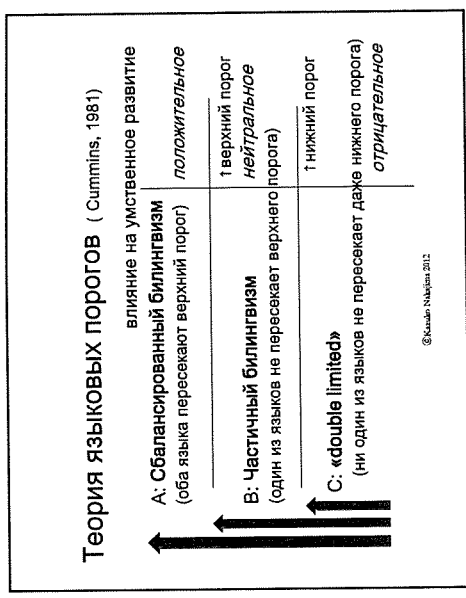 Теория языковых порогов ( Cummins, 1981)
влияние на умственное развитие
A: Сбалансированный билингвизм
(оба языка пересекают верхний порог)
положительное
↑верхний порог
B: Частичный билингвизм
нейтральное
(один из языков не пересекает верхнего порога)
↑нижний порог
C: «double limited»
(ни один из языков не пересекает даже нижнего порога)
отрицательное
©Kazuko Nakajima 2012